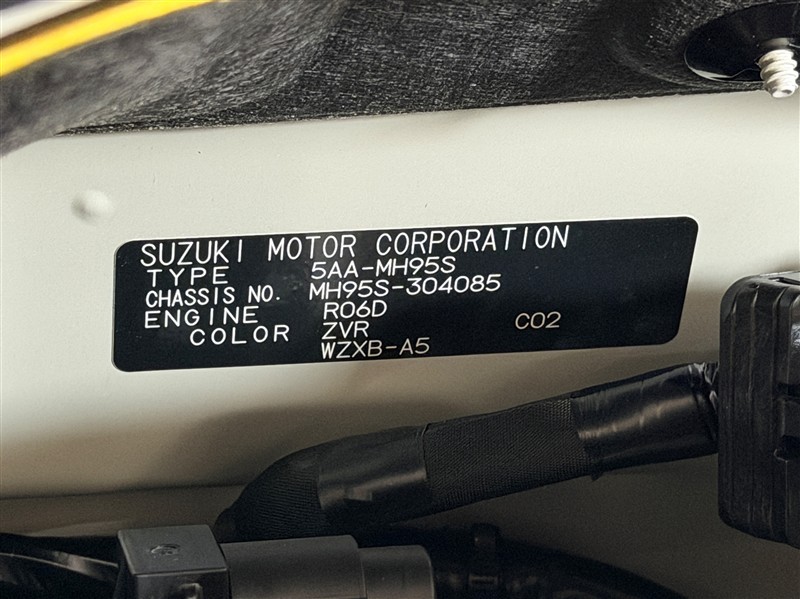 SUZUKI MOTOR CORPORATION
TYPE 5AA-MH95S
CHASSIS NO. MH95S-304085
ENGINE R06D
COLOR ZVR C02
WZXB-A5